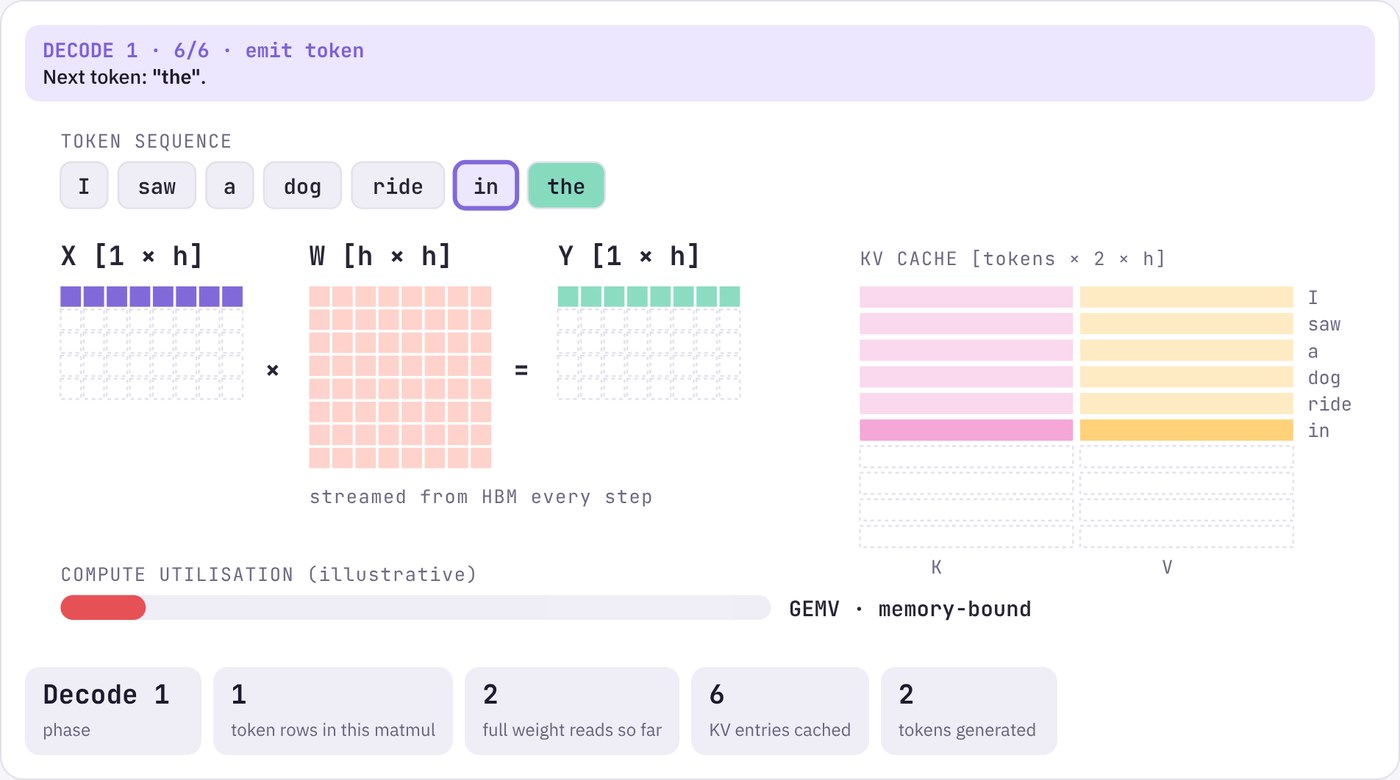 DECODE 1 · 6/6 · emit token
Next token: "the".
TOKEN SEQUENCE
I saw a dog ride in the
X [1 × h] W [h × h] Y [1 × h]
KV CACHE [tokens × 2 × h]
I
saw
a
× =
dog
ride
in
streamed from HBM every step
K V
COMPUTE UTILISATION (illustrative)
GEMV · memory-bound
Decode 1
phase
1
token rows in this matmul
2
full weight reads so far
6
KV entries cached
2
tokens generated